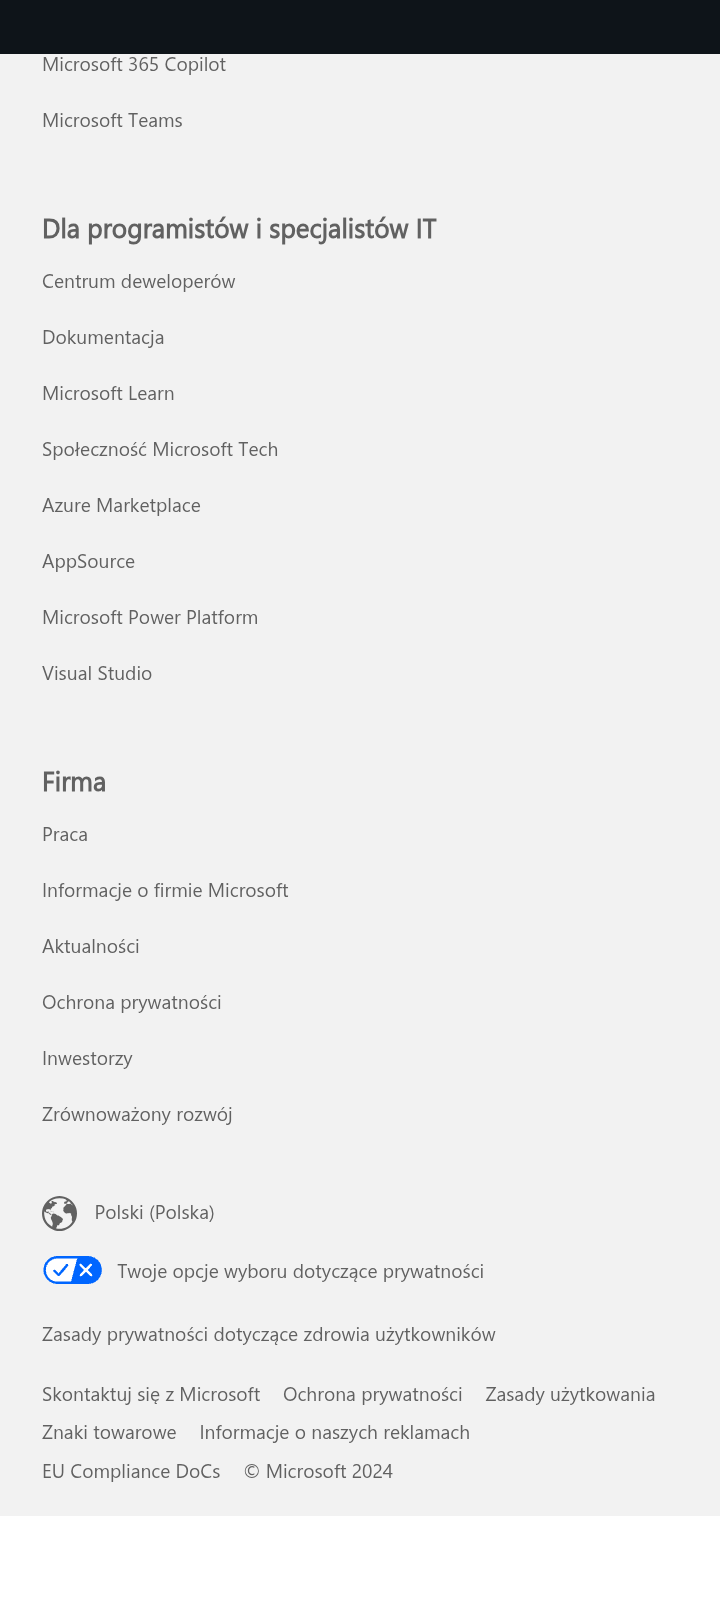 Microsoft 365 Copilot
Microsoft Teams
Dla programistów i specjalistów IT
Centrum deweloperów
Dokumentacja
Microsoft Learn
Społeczność Microsoft Tech
Azure Marketplace
AppSource
Microsoft Power Platform
Visual Studio
Firma
Praca
Informacje o firmie Microsoft
Aktualności
Ochrona prywatności
Inwestorzy
Zrównoważony rozwój
Polski (Polska)
Twoje opcje wyboru dotyczące prywatności
Zasady prywatności dotyczące zdrowia użytkowników
Skontaktuj się z Microsoft Ochrona prywatności Zasady użytkowania
Znaki towarowe Informacje o naszych reklamach
EU Compliance DoCs © Microsoft 2024